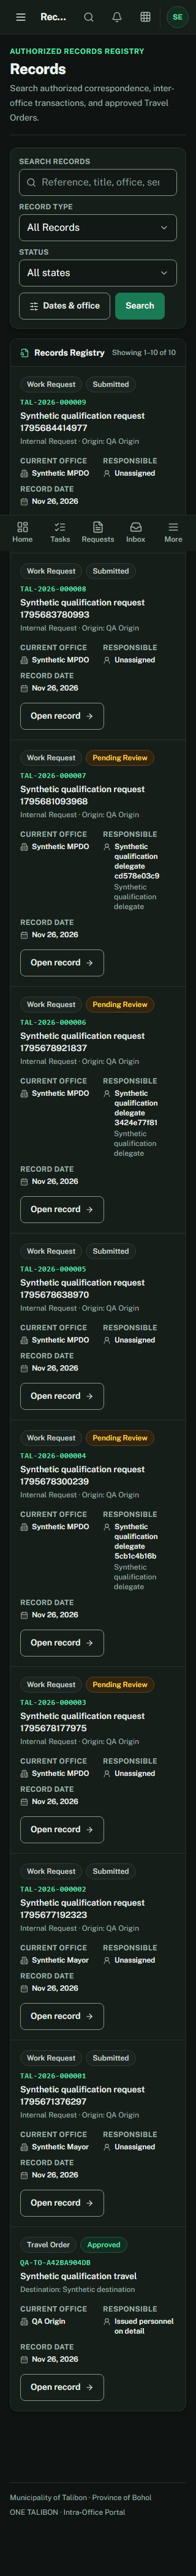 Rec...
SE
AUTHORIZED RECORDS REGISTRY
Records
Search authorized correspondence, inter-
office transactions, and approved Travel
Orders.
SEARCH RECORDS
Reference, title, office, ser
RECORD TYPE
All Records
STATUS
All states
Dates & office
Search
Records Registry
Showing 1–10 of 10
Work Request
Submitted
TAL-2026-000009
Synthetic qualification request
1795684414977
Internal Request · Origin: QA Origin
CURRENT OFFICE
RESPONSIBLE
Synthetic MPDO
Unassigned
RECORD DATE
Nov 26, 2026
Home
Tasks
Requests
Inbox
More
Work Request
Submitted
TAL-2026-000008
Synthetic qualification request
1795683780993
Internal Request · Origin: QA Origin
CURRENT OFFICE
RESPONSIBLE
Synthetic MPDO
Unassigned
RECORD DATE
Nov 26, 2026
Open record
Work Request
Pending Review
TAL-2026-000007
Synthetic qualification request
1795681093968
Internal Request · Origin: QA Origin
CURRENT OFFICE
RESPONSIBLE
Synthetic MPDO
Synthetic
qualification
delegate
cd578e03c9
Synthetic
qualification
delegate
RECORD DATE
Nov 26, 2026
Open record
Work Request
Pending Review
TAL-2026-000006
Synthetic qualification request
1795678921837
Internal Request · Origin: QA Origin
CURRENT OFFICE
RESPONSIBLE
Synthetic MPDO
Synthetic
qualification
delegate
3424e77f81
Synthetic
qualification
delegate
RECORD DATE
Nov 26, 2026
Open record
Work Request
Submitted
TAL-2026-000005
Synthetic qualification request
1795678638970
Internal Request · Origin: QA Origin
CURRENT OFFICE
RESPONSIBLE
Synthetic MPDO
Unassigned
RECORD DATE
Nov 26, 2026
Open record
Work Request
Pending Review
TAL-2026-000004
Synthetic qualification request
1795678300239
Internal Request · Origin: QA Origin
CURRENT OFFICE
RESPONSIBLE
Synthetic MPDO
Synthetic
qualification
delegate
5cb1c4b16b
Synthetic
qualification
delegate
RECORD DATE
Nov 26, 2026
Open record
Work Request
Pending Review
TAL-2026-000003
Synthetic qualification request
1795678177975
Internal Request · Origin: QA Origin
CURRENT OFFICE
RESPONSIBLE
Synthetic MPDO
Unassigned
RECORD DATE
Nov 26, 2026
Open record
Work Request
Submitted
TAL-2026-000002
Synthetic qualification request
1795677192323
Internal Request · Origin: QA Origin
CURRENT OFFICE
RESPONSIBLE
Synthetic Mayor
Unassigned
RECORD DATE
Nov 26, 2026
Open record
Work Request
Submitted
TAL-2026-000001
Synthetic qualification request
1795671376297
Internal Request · Origin: QA Origin
CURRENT OFFICE
RESPONSIBLE
Synthetic Mayor
Unassigned
RECORD DATE
Nov 26, 2026
Open record
Travel Order
Approved
QA-TO-A42BA904DB
Synthetic qualification travel
Destination: Synthetic destination
CURRENT OFFICE
RESPONSIBLE
QA Origin
Issued personnel
on detail
RECORD DATE
Nov 26, 2026
Open record
Municipality of Talibon · Province of Bohol
ONE TALIBON · Intra-Office Portal